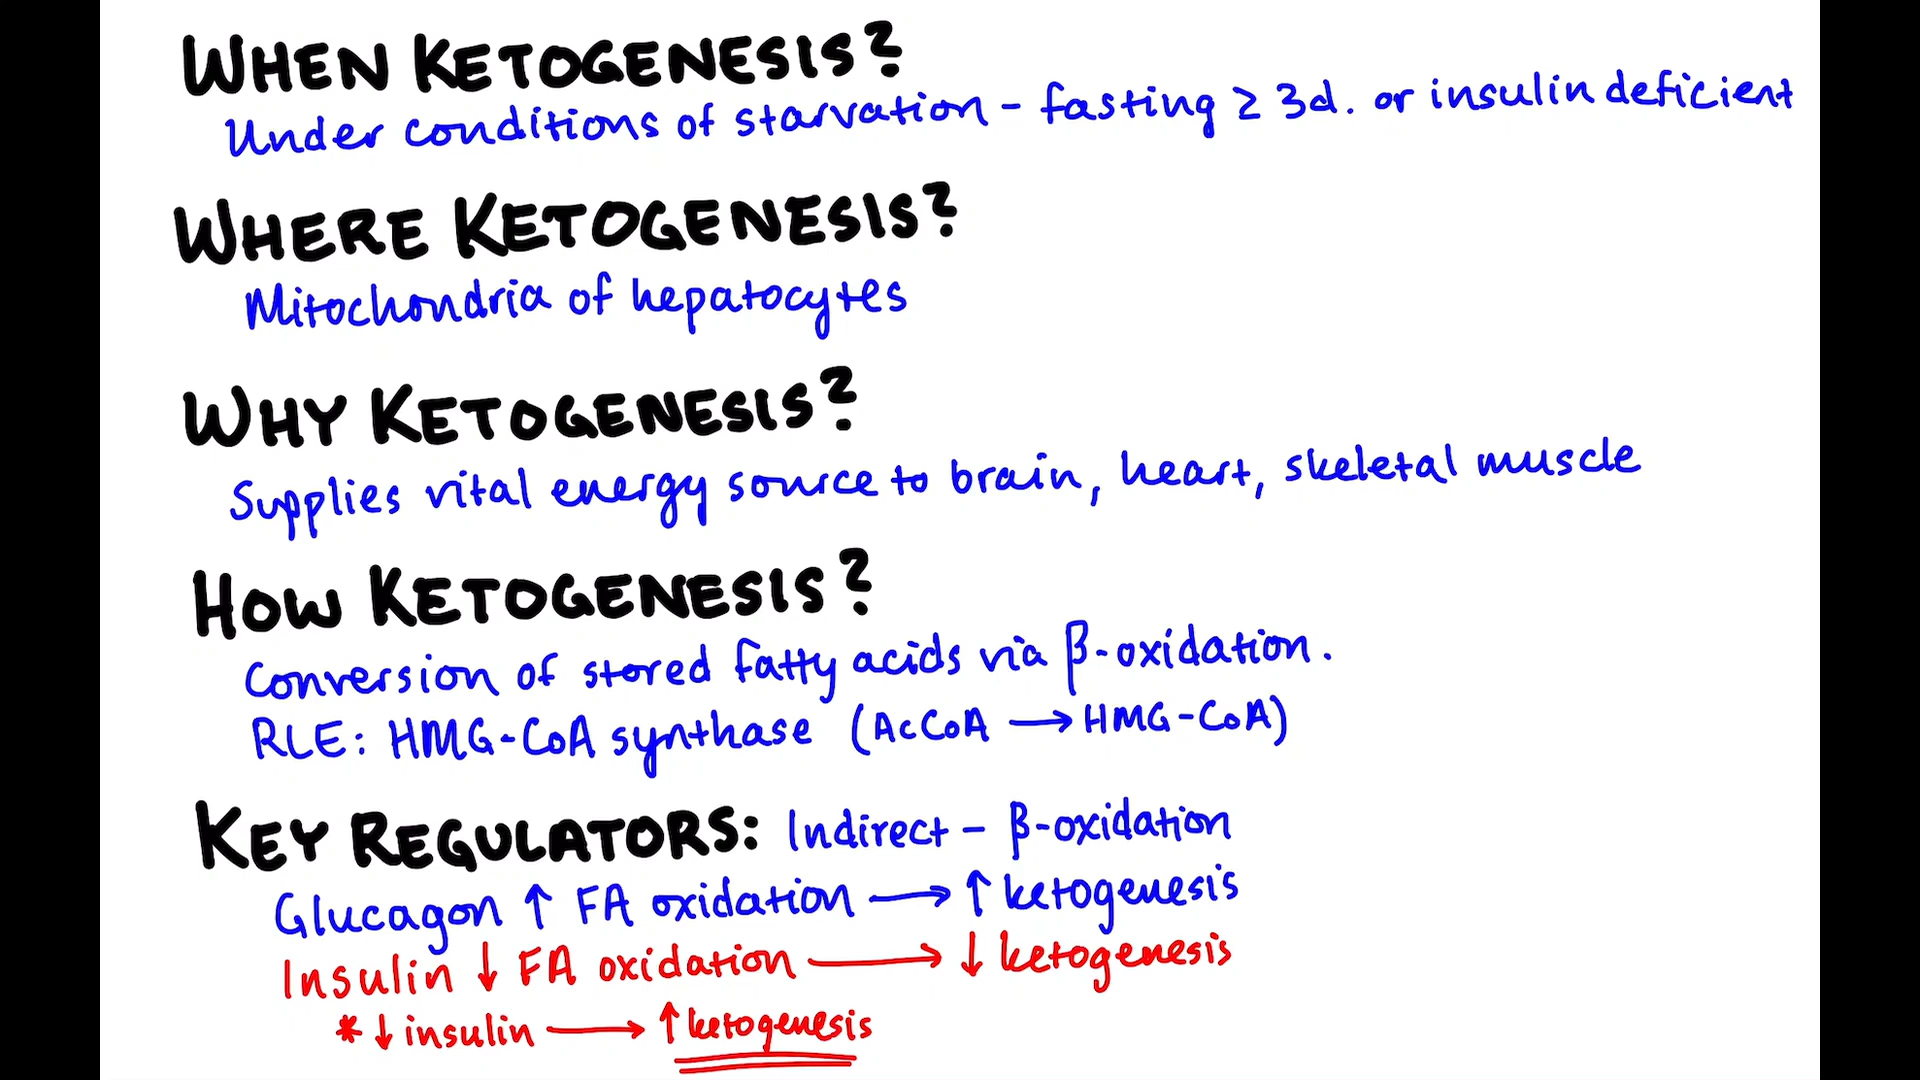 WHEN KETOGENESIS?
Under conditions of starvation - fasting ≥ 3d. or insulin deficient
WHERE KETOGENESIS?
Mitochondria of hepatocytes
WHY KETOGENESIS?
Supplies vital energy source to brain, heart, skeletal muscle
HOW KETOGENESIS?
Conversion of stored fatty acids via β-oxidation.
RLE: HMG-CoA synthase (AcCoA → HMG-CoA)
KEY REGULATORS: Indirect - β-oxidation
Glucagon ↑ FA oxidation → ↑ ketogenesis
Insulin ↓ FA oxidation → ↓ ketogenesis
* ↓ insulin → ↑ ketogenesis